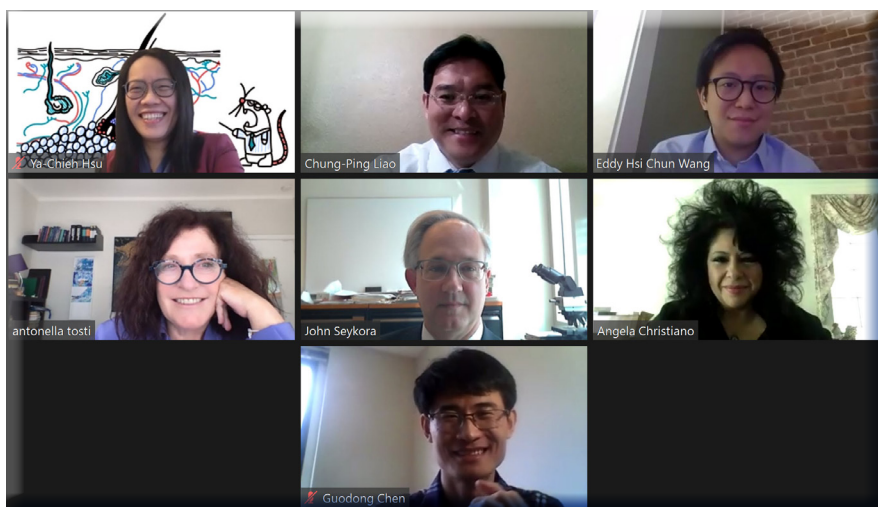 Ya-Chieh Hsu
Chung-Ping Liao
Eddy Hsi Chun Wang
antonella tosti
John Seykora
Angela Christiano
Guodong Chen